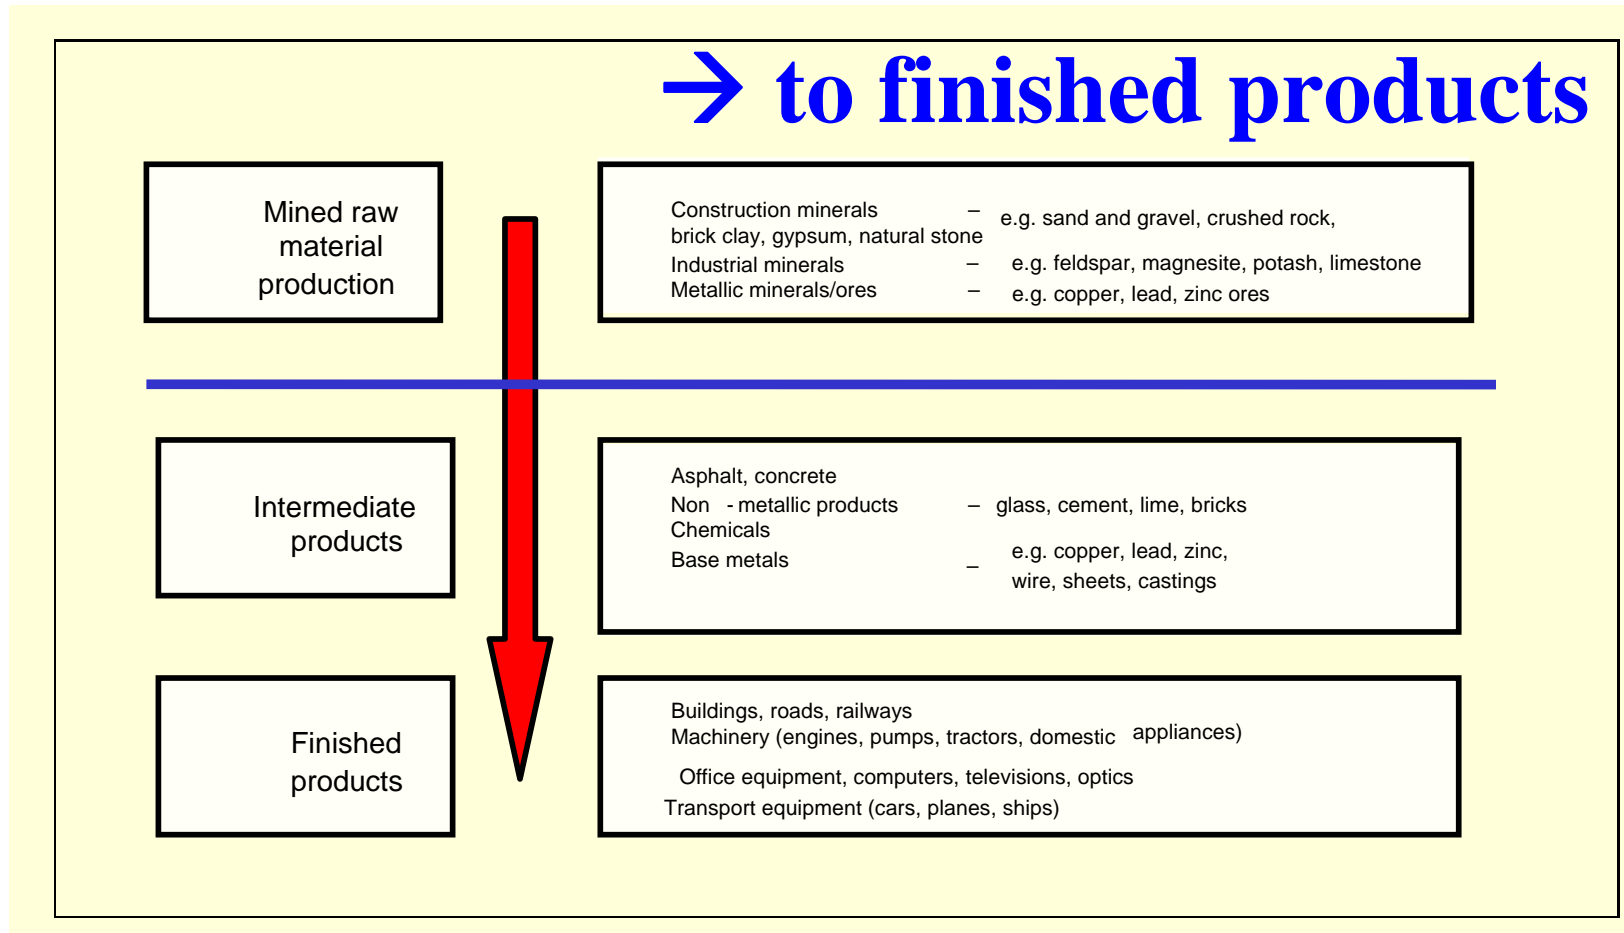 → to finished products
Mined raw
material
production
Construction minerals – e.g. sand and gravel, crushed rock,
brick clay, gypsum, natural stone
Industrial minerals – e.g. feldspar, magnesite, potash, limestone
Metallic minerals/ores – e.g. copper, lead, zinc ores
Intermediate
products
Asphalt, concrete
Non - metallic products – glass, cement, lime, bricks
Chemicals
Base metals – e.g. copper, lead, zinc,
wire, sheets, castings
Finished
products
Buildings, roads, railways
Machinery (engines, pumps, tractors, domestic appliances)
Office equipment, computers, televisions, optics
Transport equipment (cars, planes, ships)